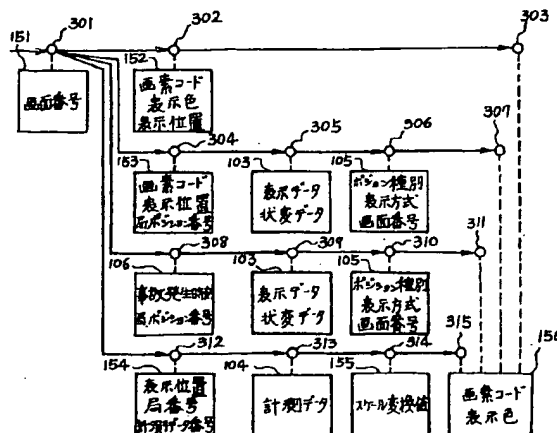 151
301
302
303
画面番号
152
画素コード
表示色
表示位置
304
305
306
307
153
画素コード
表示位置
局ポジション番号
103
表示データ
状変データ
105
ポジション種別
表示方式
画面番号
308
309
310
311
106
事故発生時刻
局ポジション番号
103
表示データ
状変データ
105
ポジション種別
表示方式
画面番号
312
313
314
315
156
154
表示位置
局番号
計測データ番号
104
計測データ
155
スケール変換値
画素コード
表示色